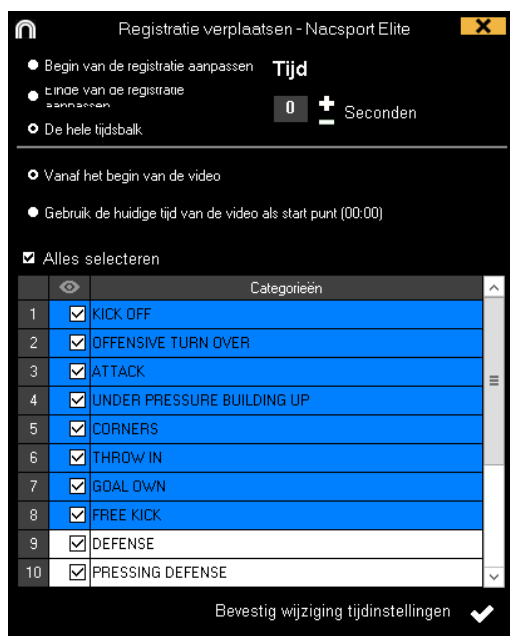 Registratie verplaatsen - Nacsport Elite
Begin van de registratie aanpassen
Tijd
Einde van de registratie
aanpassen
0
Seconden
De hele tijdsbalk
Vanaf het begin van de video
Gebruik de huidige tijd van de video als start punt (00:00)
Alles selecteren
Categorieën
1 KICK OFF
2 OFFENSIVE TURN OVER
3 ATTACK
4 UNDER PRESSURE BUILDING UP
5 CORNERS
6 THROW IN
7 GOAL OWN
8 FREE KICK
9 DEFENSE
10 PRESSING DEFENSE
Bevestig wijziging tijdinstellingen